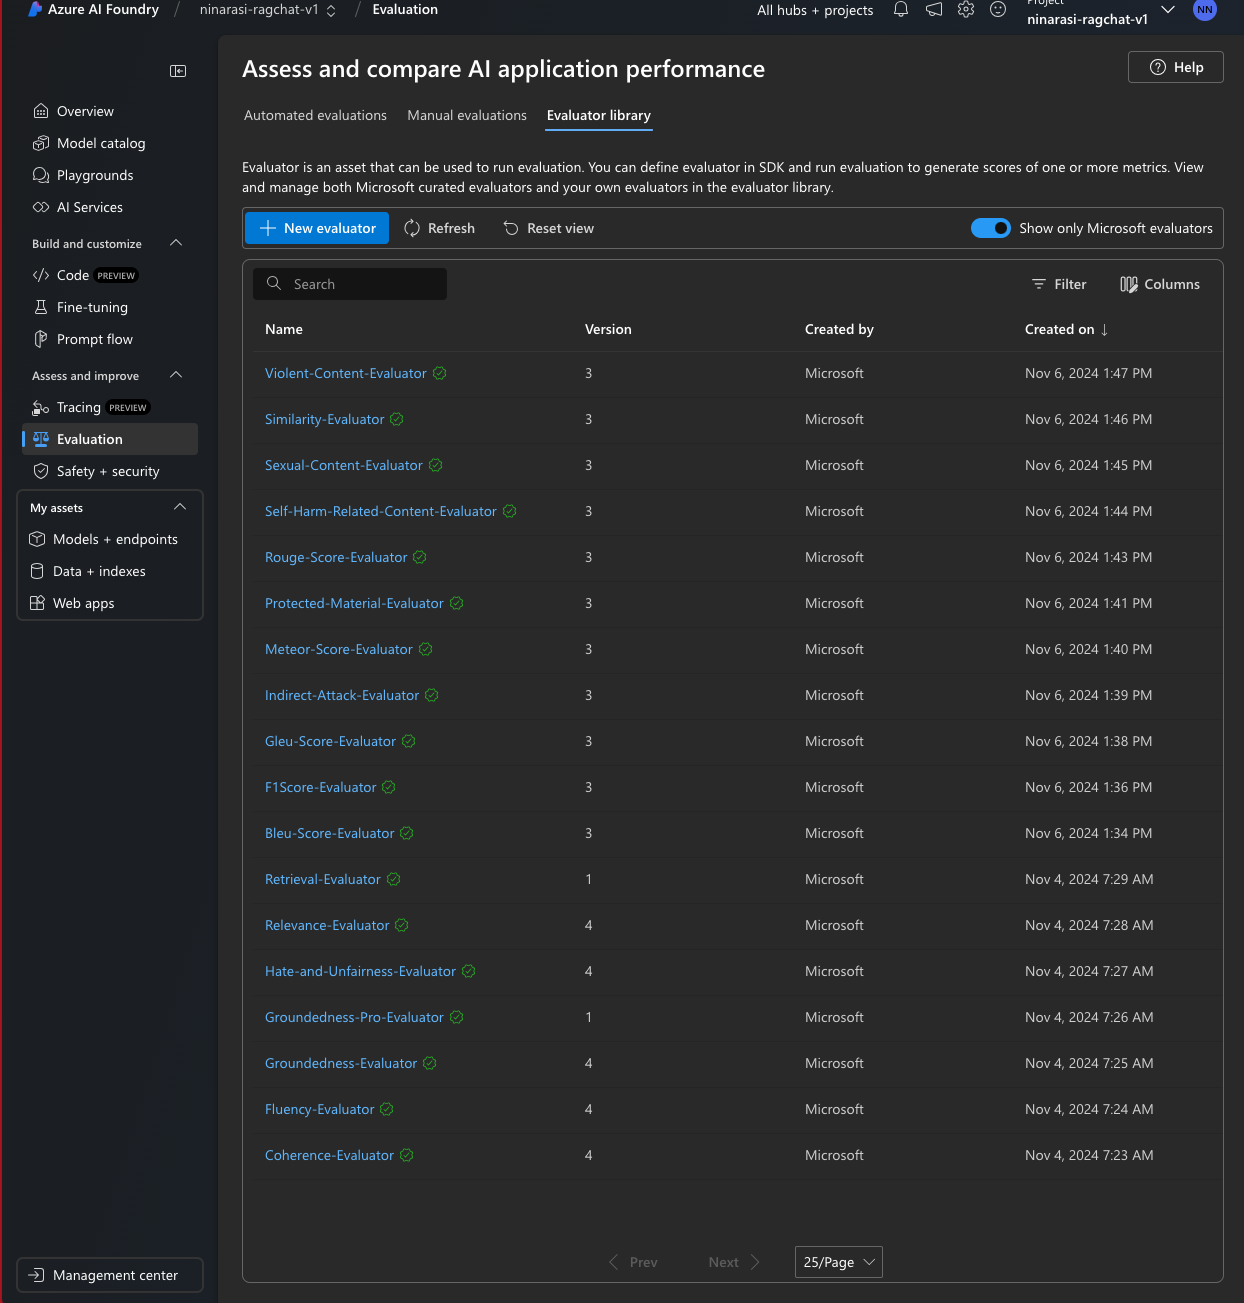 Azure AI Foundry / ninarasi-ragchat-v1 / Evaluation
All hubs + projects
Project
ninarasi-ragchat-v1
NN
Overview
Model catalog
Playgrounds
AI Services
Build and customize
Code PREVIEW
Fine-tuning
Prompt flow
Assess and improve
Tracing PREVIEW
Evaluation
Safety + security
My assets
Models + endpoints
Data + indexes
Web apps
Management center
Assess and compare AI application performance
Help
Automated evaluations Manual evaluations Evaluator library
Evaluator is an asset that can be used to run evaluation. You can define evaluator in SDK and run evaluation to generate scores of one or more metrics. View
and manage both Microsoft curated evaluators and your own evaluators in the evaluator library.
New evaluator Refresh Reset view Show only Microsoft evaluators
Search Filter Columns
Name Version Created by Created on ↓
Violent-Content-Evaluator 3 Microsoft Nov 6, 2024 1:47 PM
Similarity-Evaluator 3 Microsoft Nov 6, 2024 1:46 PM
Sexual-Content-Evaluator 3 Microsoft Nov 6, 2024 1:45 PM
Self-Harm-Related-Content-Evaluator 3 Microsoft Nov 6, 2024 1:44 PM
Rouge-Score-Evaluator 3 Microsoft Nov 6, 2024 1:43 PM
Protected-Material-Evaluator 3 Microsoft Nov 6, 2024 1:41 PM
Meteor-Score-Evaluator 3 Microsoft Nov 6, 2024 1:40 PM
Indirect-Attack-Evaluator 3 Microsoft Nov 6, 2024 1:39 PM
Gleu-Score-Evaluator 3 Microsoft Nov 6, 2024 1:38 PM
F1Score-Evaluator 3 Microsoft Nov 6, 2024 1:36 PM
Bleu-Score-Evaluator 3 Microsoft Nov 6, 2024 1:34 PM
Retrieval-Evaluator 1 Microsoft Nov 4, 2024 7:29 AM
Relevance-Evaluator 4 Microsoft Nov 4, 2024 7:28 AM
Hate-and-Unfairness-Evaluator 4 Microsoft Nov 4, 2024 7:27 AM
Groundedness-Pro-Evaluator 1 Microsoft Nov 4, 2024 7:26 AM
Groundedness-Evaluator 4 Microsoft Nov 4, 2024 7:25 AM
Fluency-Evaluator 4 Microsoft Nov 4, 2024 7:24 AM
Coherence-Evaluator 4 Microsoft Nov 4, 2024 7:23 AM
Prev Next 25/Page